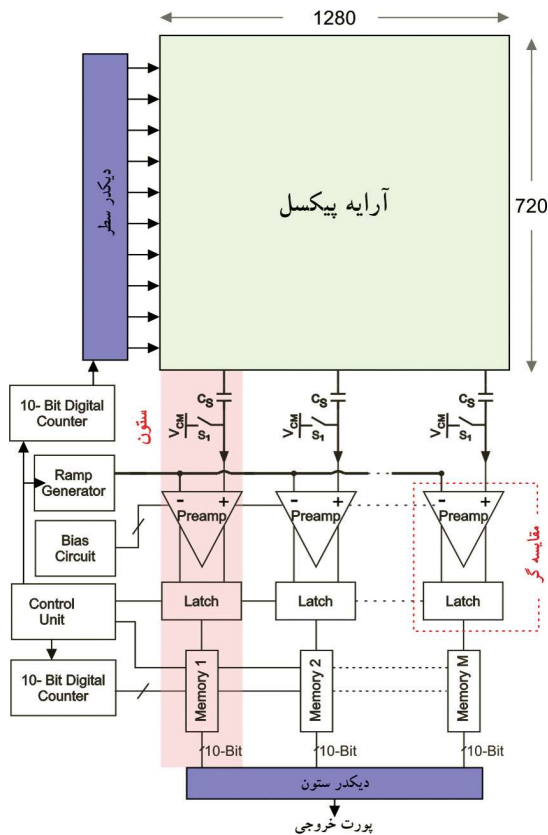 1280
720
دیکدر سطر
آرایه پیکسل
ستون
10- Bit Digital
Counter
Ramp
Generator
Bias
Circuit
Control
Unit
10- Bit Digital
Counter
CS
VCM
S1
CS
VCM
S1
CS
VCM
S1
- +
Preamp
- +
Preamp
- +
Preamp
مقایسه گر
Latch
Latch
Latch
Memory 1
Memory 2
Memory M
10-Bit
10-Bit
10-Bit
دیکدر ستون
پورت خروجی